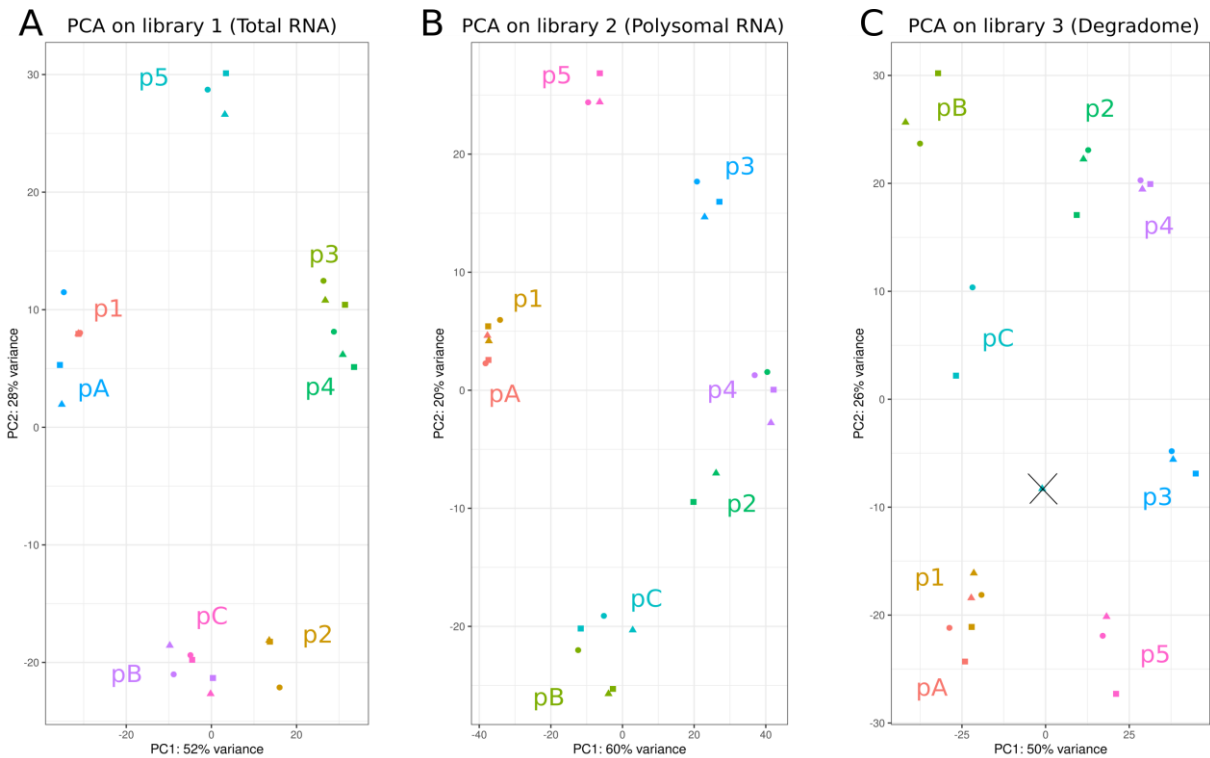 A PCA on library 1 (Total RNA)
p5
p3
p1
pA
p4
pC
p2
pB
30
20
10
0
-10
-20
-20
0
20
PC1: 52% variance
PC2: 28% variance
B PCA on library 2 (Polysomal RNA)
p5
p3
p1
p4
pA
p2
pC
pB
20
10
0
-10
-20
-40
-20
0
20
40
PC1: 60% variance
PC2: 20% variance
C PCA on library 3 (Degradome)
pB
p2
p4
pC
p3
p1
p5
pA
30
20
10
0
-10
-20
-30
-25
0
25
PC1: 50% variance
PC2: 26% variance